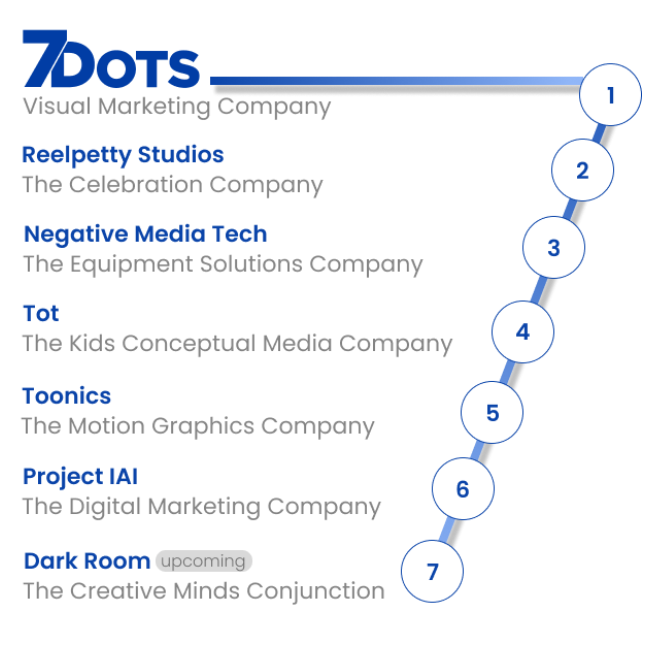 7DOTS
Visual Marketing Company
1
Reelpetty Studios
The Celebration Company
2
Negative Media Tech
The Equipment Solutions Company
3
Tot
The Kids Conceptual Media Company
4
Toonics
The Motion Graphics Company
5
Project IAI
The Digital Marketing Company
6
Dark Room upcoming
The Creative Minds Conjunction
7